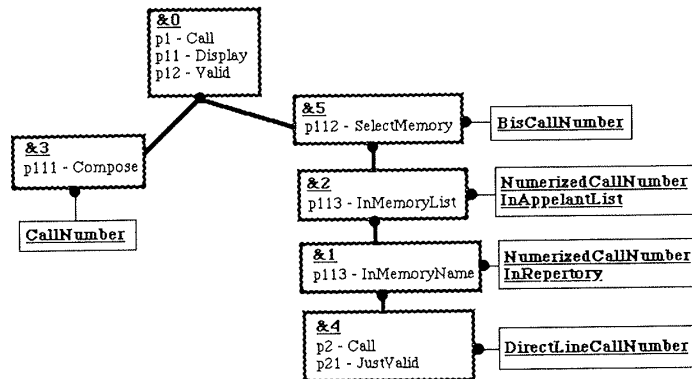 &0
p1 - Call
p11 - Display
p12 - Valid
&5
p112 - SelectMemory
BisCallNumber
&3
p111 - Compose
CallNumber
&2
p113 - InMemoryList
NumerizedCallNumber
InAppelantList
&1
p113 - InMemoryName
NumerizedCallNumber
InRepertory
&4
p2 - Call
p21 - JustValid
DirectLineCallNumber